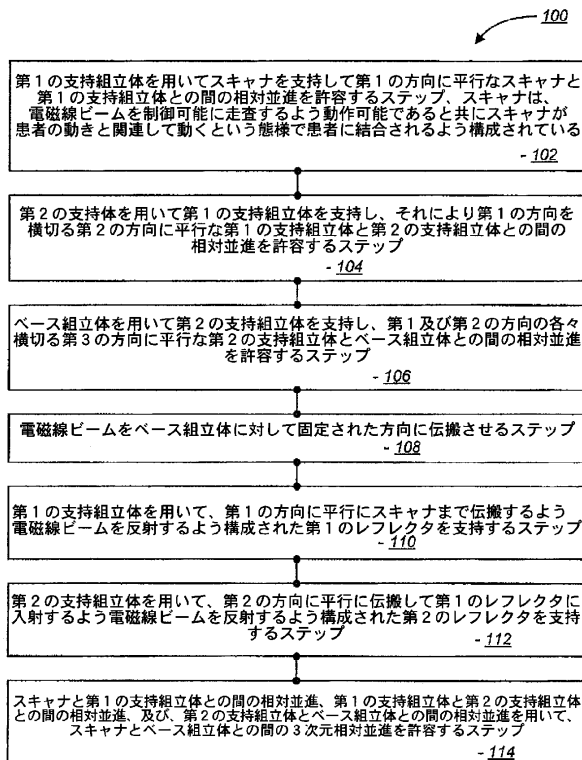 100
第1の支持組立体を用いてスキャナを支持して第1の方向に平行なスキャナと
第1の支持組立体との間の相対並進を許容するステップ、スキャナは、
電磁線ビームを制御可能に走査するよう動作可能であると共にスキャナが
患者の動きと関連して動くという態様で患者に結合されるよう構成されている
- 102
第2の支持体を用いて第1の支持組立体を支持し、それにより第1の方向を
横切る第2の方向に平行な第1の支持組立体と第2の支持組立体との間の
相対並進を許容するステップ
- 104
ベース組立体を用いて第2の支持組立体を支持し、第1及び第2の方向の各々
横切る第3の方向に平行な第2の支持組立体とベース組立体との間の相対並進
を許容するステップ
- 106
電磁線ビームをベース組立体に対して固定された方向に伝搬させるステップ
- 108
第1の支持組立体を用いて、第1の方向に平行にスキャナまで伝搬するよう
電磁線ビームを反射するよう構成された第1のレフレクタを支持するステップ
- 110
第2の支持組立体を用いて、第2の方向に平行に伝搬して第1のレフレクタに
入射するよう電磁線ビームを反射するよう構成された第2のレフレクタを支持
するステップ
- 112
スキャナと第1の支持組立体との間の相対並進、第1の支持組立体と第2の支持組立体
との間の相対並進、及び、第2の支持組立体とベース組立体との間の相対並進を用いて、
スキャナとベース組立体との間の3次元相対並進を許容するステップ
- 114